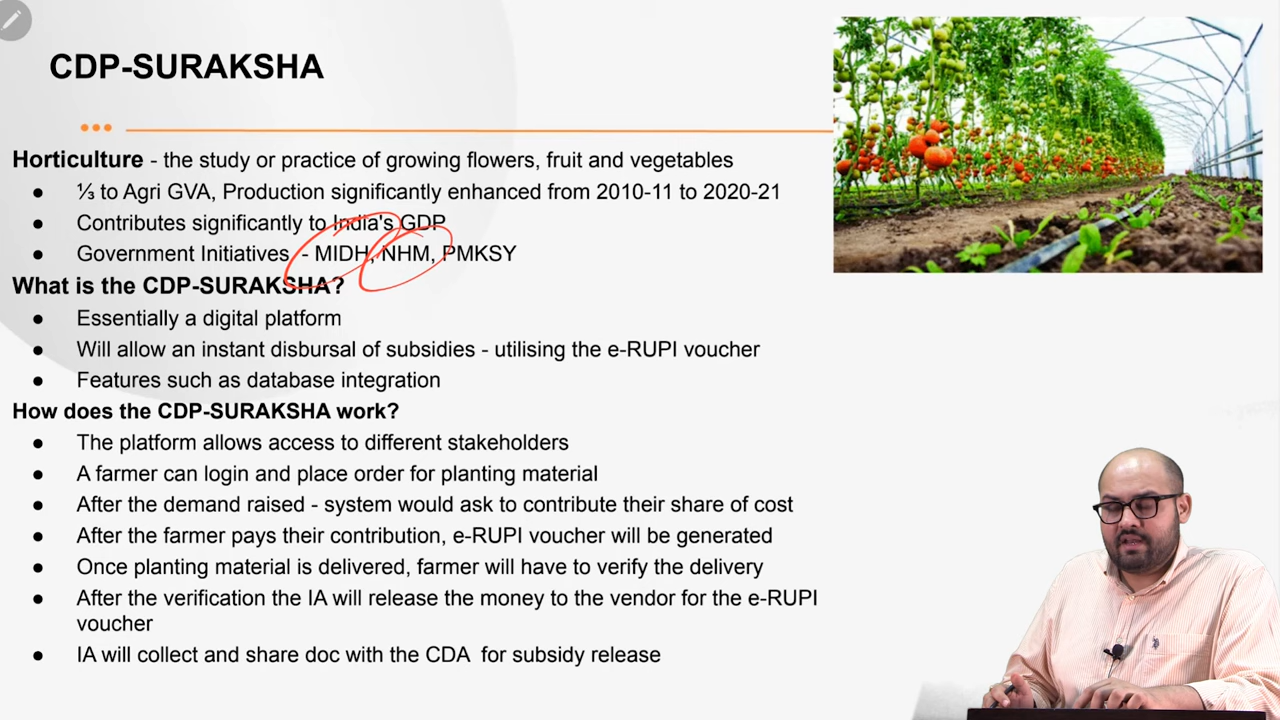 CDP-SURAKSHA
Horticulture - the study or practice of growing flowers, fruit and vegetables
● ⅓ to Agri GVA, Production significantly enhanced from 2010-11 to 2020-21
● Contributes significantly to India's GDP
● Government Initiatives - MIDH, NHM, PMKSY
What is the CDP-SURAKSHA?
● Essentially a digital platform
● Will allow an instant disbursal of subsidies - utilising the e-RUPI voucher
● Features such as database integration
How does the CDP-SURAKSHA work?
● The platform allows access to different stakeholders
● A farmer can login and place order for planting material
● After the demand raised - system would ask to contribute their share of cost
● After the farmer pays their contribution, e-RUPI voucher will be generated
● Once planting material is delivered, farmer will have to verify the delivery
● After the verification the IA will release the money to the vendor for the e-RUPI
voucher
● IA will collect and share doc with the CDA for subsidy release